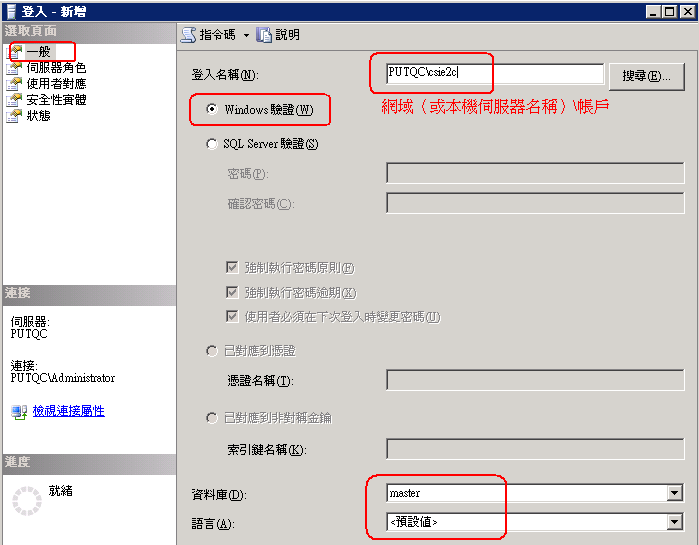 登入 - 新增
選取頁面
一般
伺服器角色
使用者對應
安全性實體
狀態
連接
伺服器:
PUTQC
連接:
PUTQC\Administrator
檢視連接屬性
進度
就緒
指令碼 說明
登入名稱(N): PUTQC\csie2c 搜尋(E)...
網域（或本機伺服器名稱）\帳戶
Windows 驗證(W)
SQL Server 驗證(S)
密碼(P):
確認密碼(C):
強制執行密碼原則(F)
強制執行密碼逾期(X)
使用者必須在下次登入時變更密碼(U)
已對應到憑證
憑證名稱(T):
已對應到非對稱金鑰
索引鍵名稱(K):
資料庫(D): master
語言(A): <預設值>